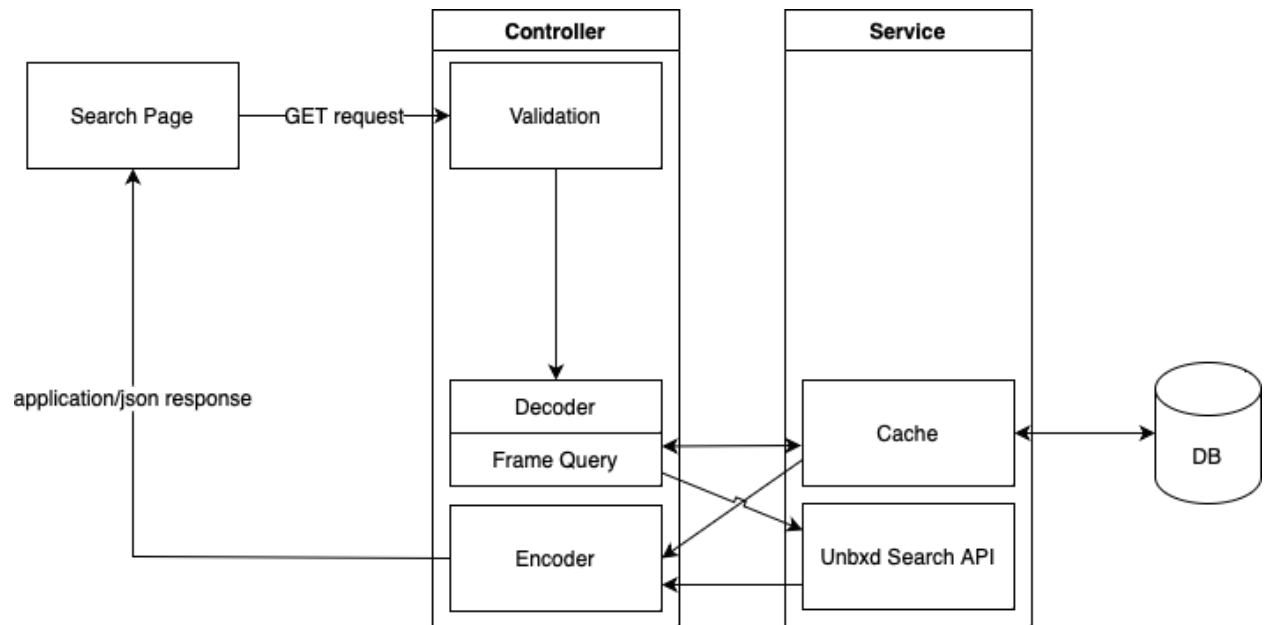 Controller
Service
Search Page
GET request
Validation
application/json response
Decoder
Frame Query
Cache
DB
Encoder
Unbxd Search API